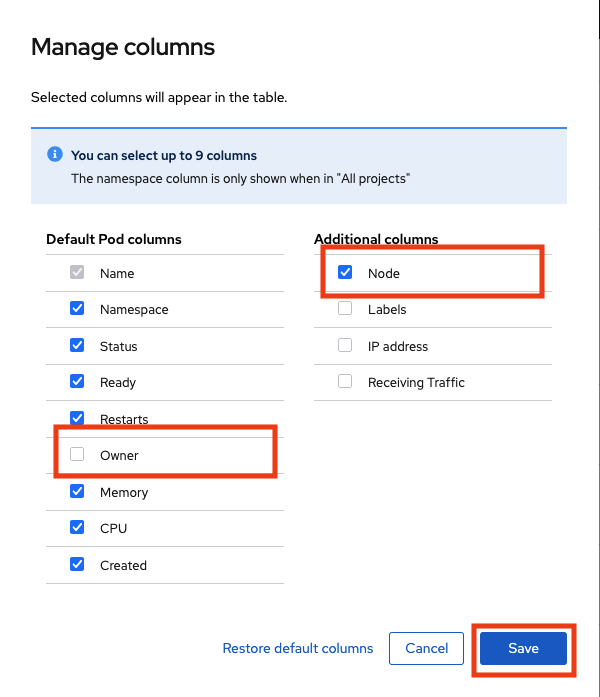 Manage columns
Selected columns will appear in the table.
You can select up to 9 columns
The namespace column is only shown when in "All projects"
Default Pod columns
Name
Namespace
Status
Ready
Restarts
Owner
Memory
CPU
Created
Additional columns
Node
Labels
IP address
Receiving Traffic
Restore default columns
Cancel
Save